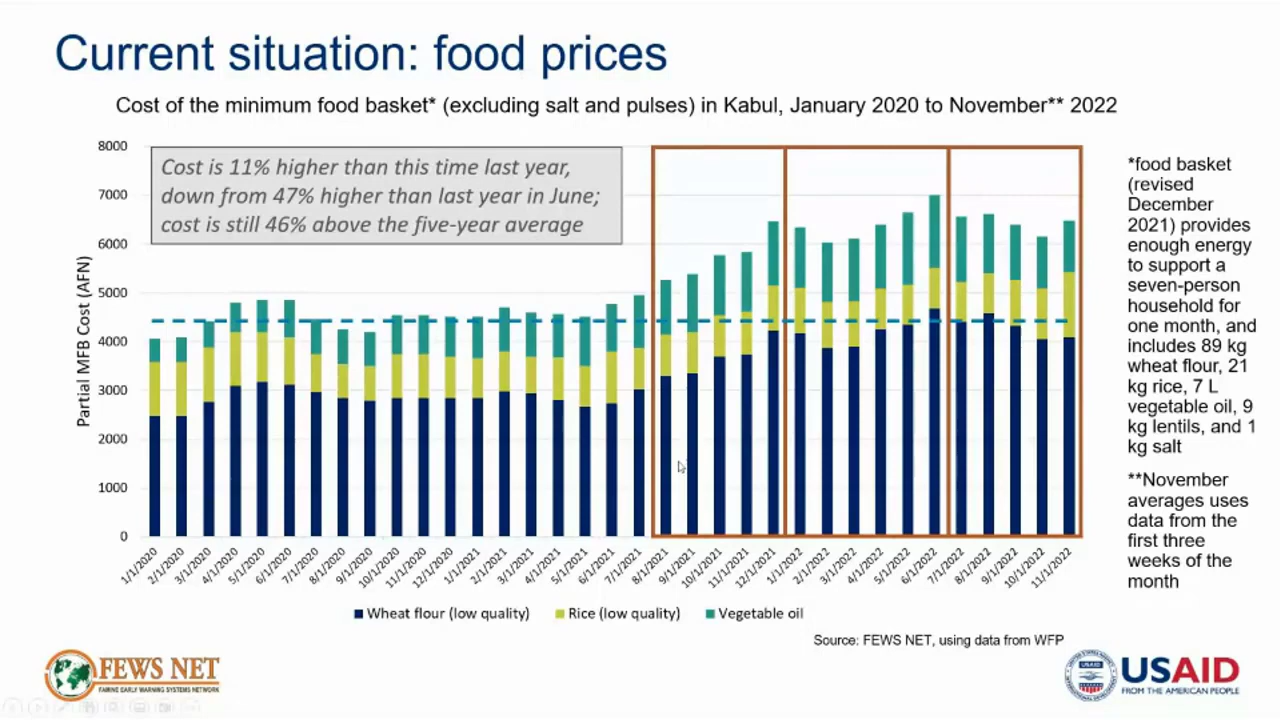 Current situation: food prices
Cost of the minimum food basket* (excluding salt and pulses) in Kabul, January 2020 to November** 2022
Cost is 11% higher than this time last year,
down from 47% higher than last year in June;
cost is still 46% above the five-year average
Partial MFB Cost (AFN)
8000
7000
6000
5000
4000
3000
2000
1000
0
1/1/2020
2/1/2020
3/1/2020
4/1/2020
5/1/2020
6/1/2020
7/1/2020
8/1/2020
9/1/2020
10/1/2020
11/1/2020
12/1/2020
1/1/2021
2/1/2021
3/1/2021
4/1/2021
5/1/2021
6/1/2021
7/1/2021
8/1/2021
9/1/2021
10/1/2021
11/1/2021
12/1/2021
1/1/2022
2/1/2022
3/1/2022
4/1/2022
5/1/2022
6/1/2022
7/1/2022
8/1/2022
9/1/2022
10/1/2022
11/1/2022
Wheat flour (low quality)
Rice (low quality)
Vegetable oil
*food basket
(revised
December
2021) provides
enough energy
to support a
seven-person
household for
one month, and
includes 89 kg
wheat flour, 21
kg rice, 7 L
vegetable oil, 9
kg lentils, and 1
kg salt
**November
averages uses
data from the
first three
weeks of the
month
Source: FEWS NET, using data from WFP
FEWS NET
FAMINE EARLY WARNING SYSTEMS NETWORK
USAID
USAID
FROM THE AMERICAN PEOPLE